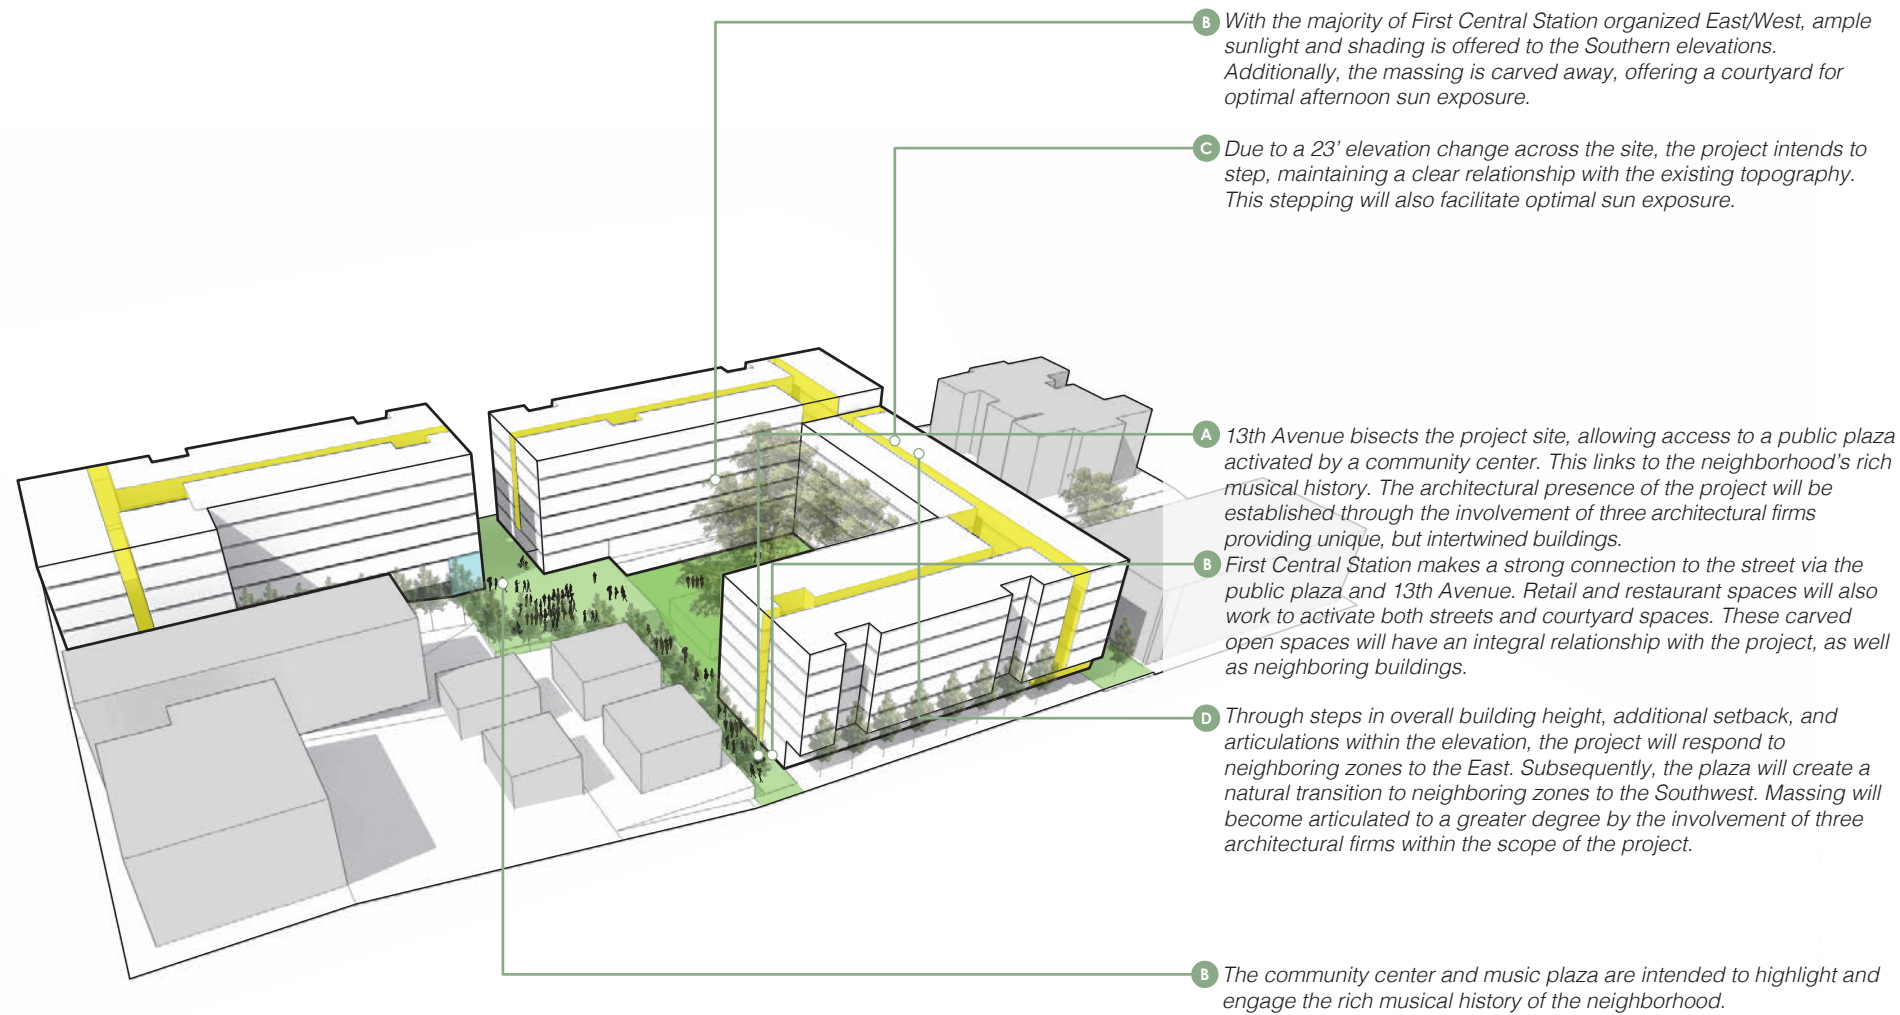 B With the majority of First Central Station organized East/West, ample
sunlight and shading is offered to the Southern elevations.
Additionally, the massing is carved away, offering a courtyard for
optimal afternoon sun exposure.
C Due to a 23’ elevation change across the site, the project intends to
step, maintaining a clear relationship with the existing topography.
This stepping will also facilitate optimal sun exposure.
A 13th Avenue bisects the project site, allowing access to a public plaza
activated by a community center. This links to the neighborhood’s rich
musical history. The architectural presence of the project will be
established through the involvement of three architectural firms
providing unique, but intertwined buildings.
B First Central Station makes a strong connection to the street via the
public plaza and 13th Avenue. Retail and restaurant spaces will also
work to activate both streets and courtyard spaces. These carved
open spaces will have an integral relationship with the project, as well
as neighboring buildings.
D Through steps in overall building height, additional setback, and
articulations within the elevation, the project will respond to
neighboring zones to the East. Subsequently, the plaza will create a
natural transition to neighboring zones to the Southwest. Massing will
become articulated to a greater degree by the involvement of three
architectural firms within the scope of the project.
B The community center and music plaza are intended to highlight and
engage the rich musical history of the neighborhood.